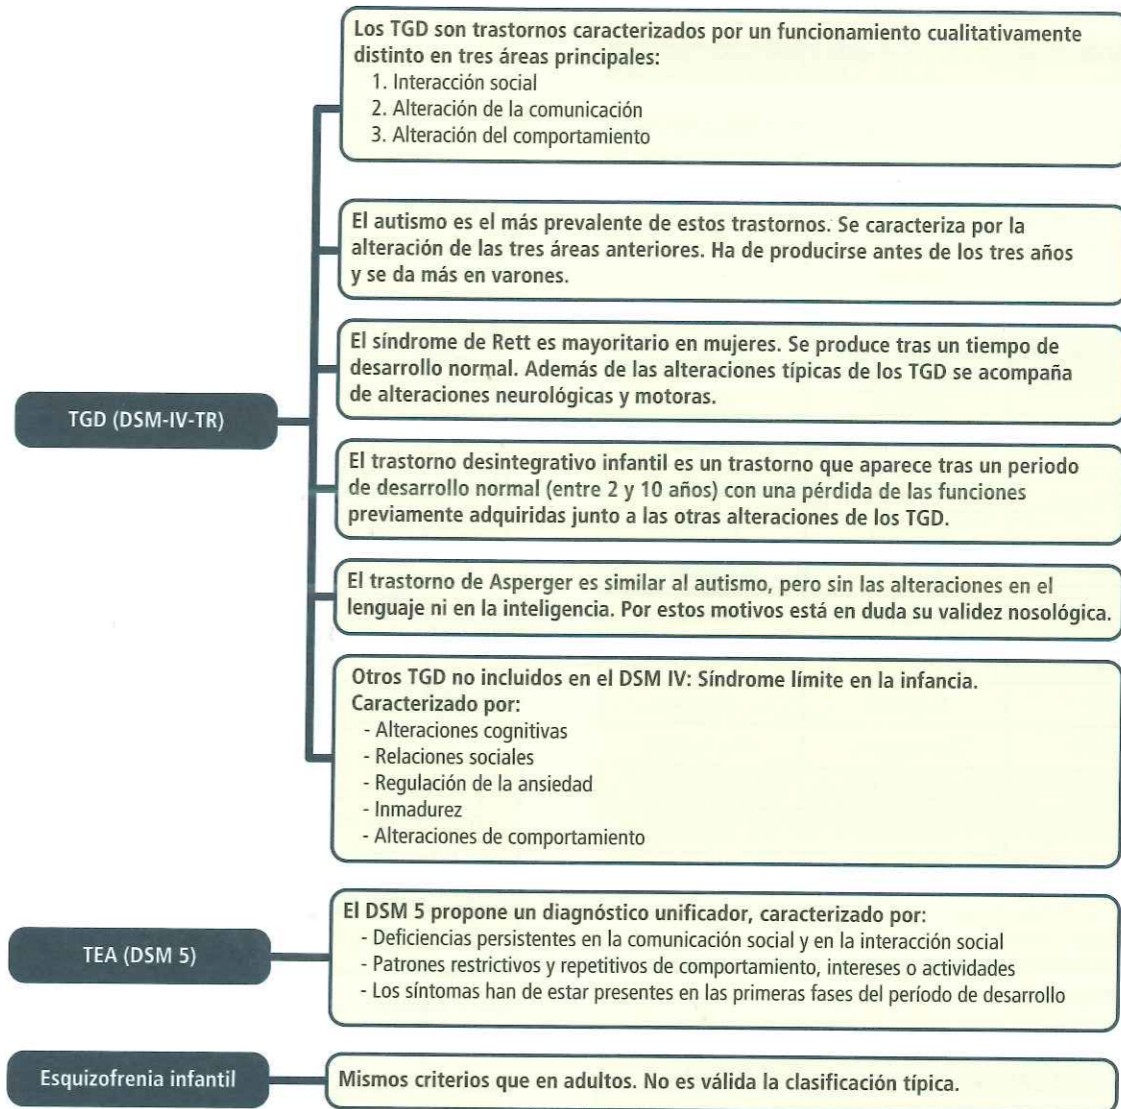 Los TGD son trastornos caracterizados por un funcionamiento cualitativamente
distinto en tres áreas principales:
1. Interacción social
2. Alteración de la comunicación
3. Alteración del comportamiento
El autismo es el más prevalente de estos trastornos. Se caracteriza por la
alteración de las tres áreas anteriores. Ha de producirse antes de los tres años
y se da más en varones.
El síndrome de Rett es mayoritario en mujeres. Se produce tras un tiempo de
desarrollo normal. Además de las alteraciones típicas de los TGD se acompaña
de alteraciones neurológicas y motoras.
TGD (DSM-IV-TR)
El trastorno desintegrativo infantil es un trastorno que aparece tras un periodo
de desarrollo normal (entre 2 y 10 años) con una pérdida de las funciones
previamente adquiridas junto a las otras alteraciones de los TGD.
El trastorno de Asperger es similar al autismo, pero sin las alteraciones en el
lenguaje ni en la inteligencia. Por estos motivos está en duda su validez nosológica.
Otros TGD no incluidos en el DSM IV: Síndrome límite en la infancia.
Caracterizado por:
- Alteraciones cognitivas
- Relaciones sociales
- Regulación de la ansiedad
- Inmadurez
- Alteraciones de comportamiento
TEA (DSM 5)
El DSM 5 propone un diagnóstico unificador, caracterizado por:
- Deficiencias persistentes en la comunicación social y en la interacción social
- Patrones restrictivos y repetitivos de comportamiento, intereses o actividades
- Los síntomas han de estar presentes en las primeras fases del período de desarrollo
Esquizofrenia infantil
Mismos criterios que en adultos. No es válida la clasificación típica.